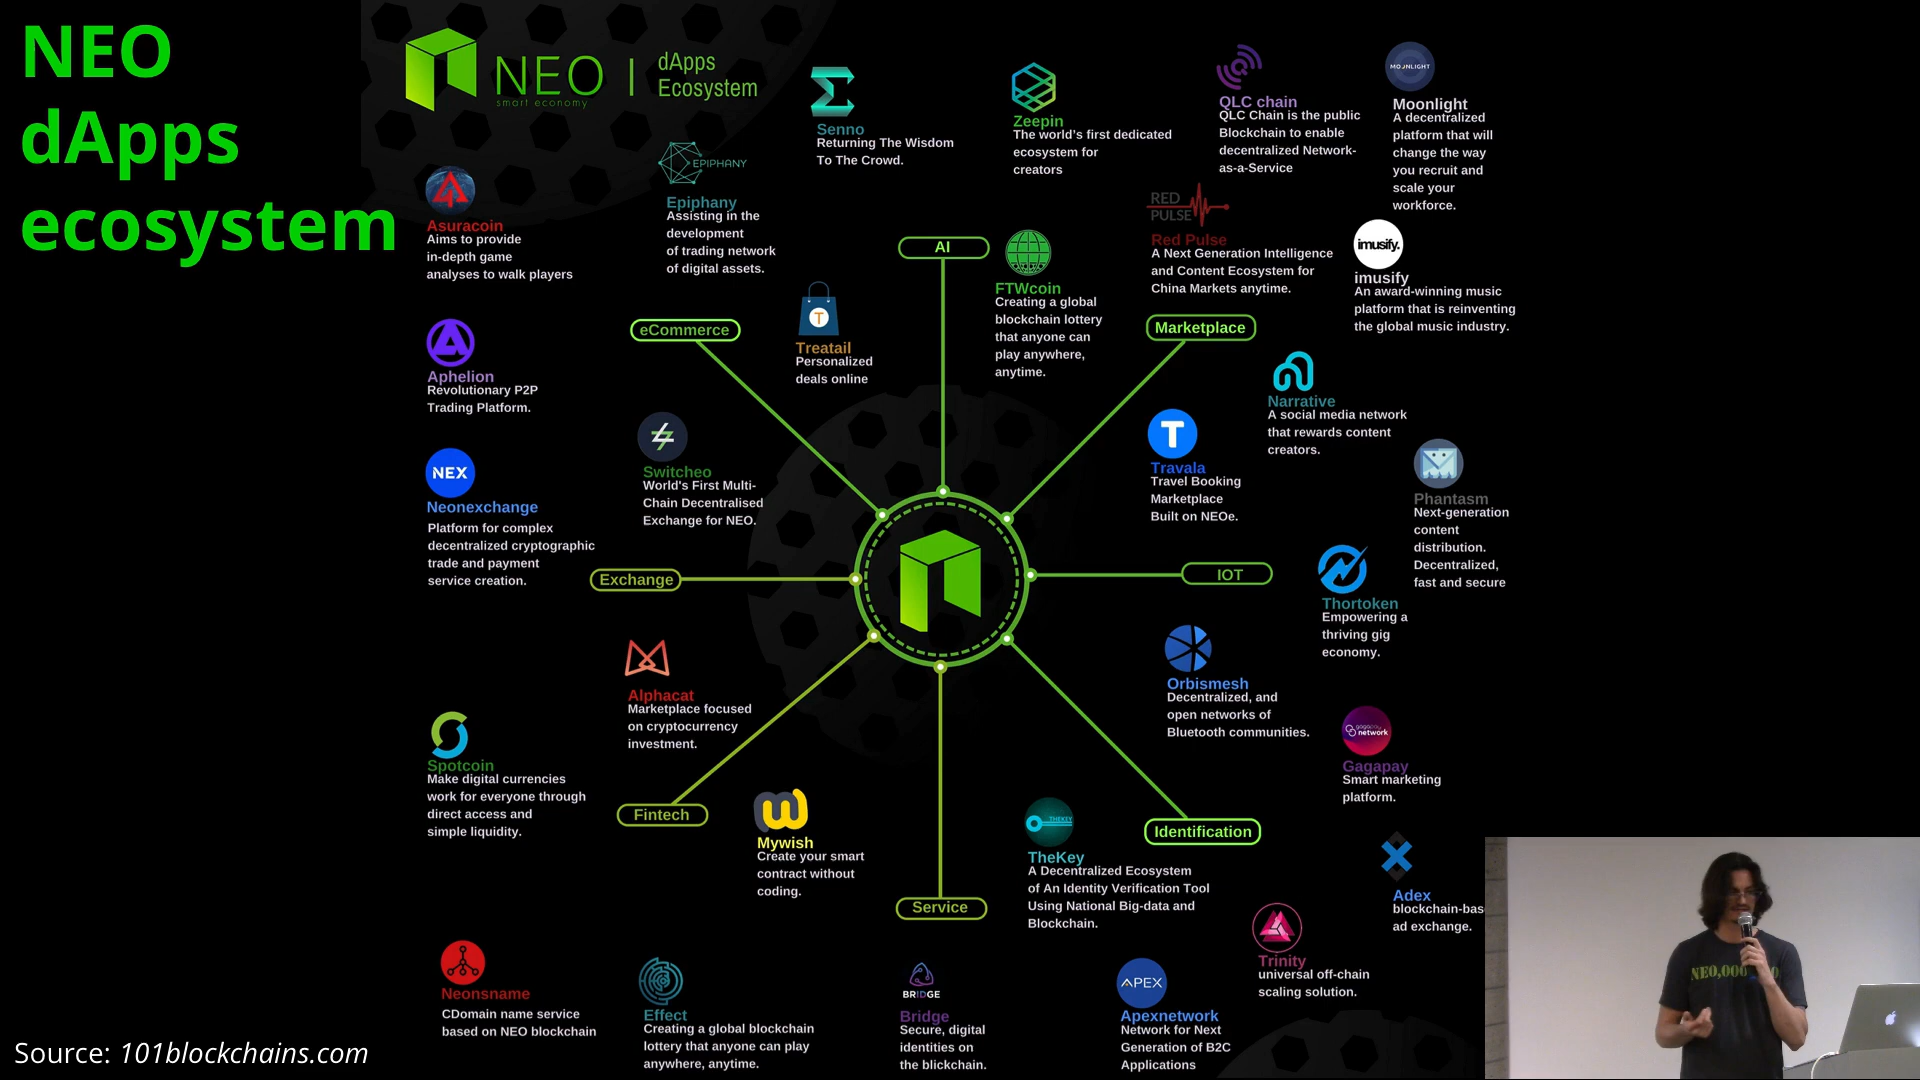 NEO
dApps
ecosystem
NEO
smart economy
dApps
Ecosystem
Senno
Returning The Wisdom
To The Crowd.
Zeepin
The world's first dedicated
ecosystem for
creators
QLC chain
QLC Chain is the public
Blockchain to enable
decentralized Network-
as-a-Service
MOONLIGHT
Moonlight
A decentralized
platform that will
change the way
you recruit and
scale your
workforce.
Asuracoin
Aims to provide
in-depth game
analyses to walk players
EPIPHANY
Epiphany
Assisting in the
development
of trading network
of digital assets.
AI
FTWcoin
Creating a global
blockchain lottery
that anyone can
play anywhere,
anytime.
RED
PULSE
Red Pulse
A Next Generation Intelligence
and Content Ecosystem for
China Markets anytime.
imusify.
imusify
An award-winning music
platform that is reinventing
the global music industry.
eCommerce
T
Treatail
Personalized
deals online
Marketplace
Aphelion
Revolutionary P2P
Trading Platform.
Narrative
A social media network
that rewards content
creators.
Switcheo
World's First Multi-
Chain Decentralised
Exchange for NEO.
T
Travala
Travel Booking
Marketplace
Built on NEOe.
Phantasm
Next-generation
content
distribution.
Decentralized,
fast and secure
NEX
Neonexchange
Platform for complex
decentralized cryptographic
trade and payment
service creation.
Exchange
IOT
Thortoken
Empowering a
thriving gig
economy.
Alphacat
Marketplace focused
on cryptocurrency
investment.
Orbismesh
Decentralized, and
open networks of
Bluetooth communities.
Spotcoin
Make digital currencies
work for everyone through
direct access and
simple liquidity.
Fintech
gagapay
network
Gagapay
Smart marketing
platform.
Mywish
Create your smart
contract without
coding.
Service
THEKEY
TheKey
A Decentralized Ecosystem
of An Identity Verification Tool
Using National Big-data and
Blockchain.
Identification
Adex
blockchain-bas
ad exchange.
Trinity
universal off-chain
scaling solution.
Neonsname
CDomain name service
based on NEO blockchain
Effect
Creating a global blockchain
lottery that anyone can play
anywhere, anytime.
BRIDGE
Bridge
Secure, digital
identities on
the blickchain.
APEX
Apexnetwork
Network for Next
Generation of B2C
Applications
Source: 101blockchains.com